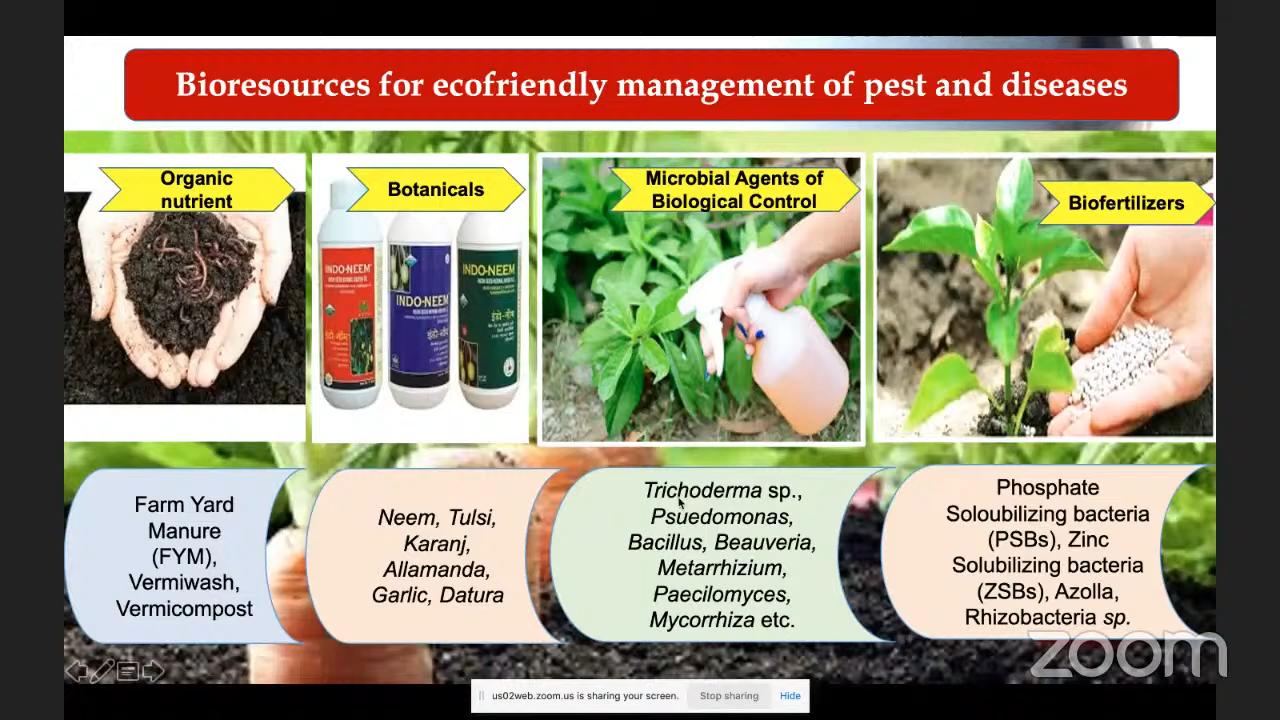 Bioresources for ecofriendly management of pest and diseases
Organic
nutrient
Botanicals
Microbial Agents of
Biological Control
Biofertilizers
INDO-NEEM
INDO-NEEM
INDO-NEEM
इंडो-नीम
इंडो-नीम
इंडो-नीम
Farm Yard
Manure
(FYM),
Vermiwash,
Vermicompost
Neem, Tulsi,
Karanj,
Allamanda,
Garlic, Datura
Trichoderma sp.,
Psuedomonas,
Bacillus, Beauveria,
Metarrhizium,
Paecilomyces,
Mycorrhiza etc.
Phosphate
Soloubilizing bacteria
(PSBs), Zinc
Solubilizing bacteria
(ZSBs), Azolla,
Rhizobacteria sp.
zoom
us02web.zoom.us is sharing your screen.
Stop sharing
Hide